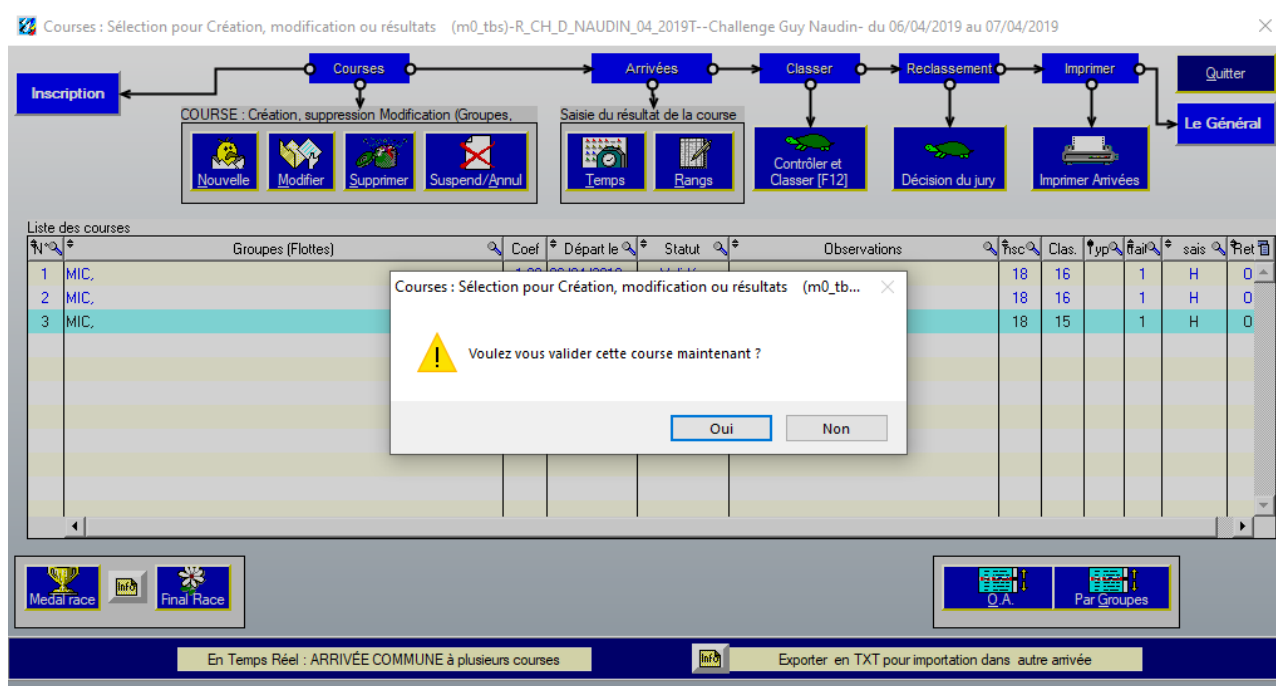 Courses : Sélection pour Création, modification ou résultats (m0_tbs)-R_CH_D_NAUDIN_04_2019T--Challenge Guy Naudin- du 06/04/2019 au 07/04/2019
Inscription
Courses
Arrivées
Classer
Reclassement
Imprimer
Quitter
Le Général
COURSE : Création, suppression Modification (Groupes,
Saisie du résultat de la course
Nouvelle
Modifier
Supprimer
Suspend/Annul
Temps
Rangs
Contrôler et
Classer [F12]
Décision du jury
Imprimer Arrivées
Liste des courses
N° Groupes (Flottes) Coef Départ le Statut Observations Insc Clas. Typ sais Ret
1 MIC, 18 16 1 H 0
2 MIC, 18 16 1 H 0
3 MIC, 18 15 1 H 0
Courses : Sélection pour Création, modification ou résultats (m0_tb...
Voulez vous valider cette course maintenant ?
Oui Non
Medal race
Info
Final Race
O.A.
Par Groupes
En Temps Réel : ARRIVÉE COMMUNE à plusieurs courses
Info
Exporter en TXT pour importation dans autre arrivée